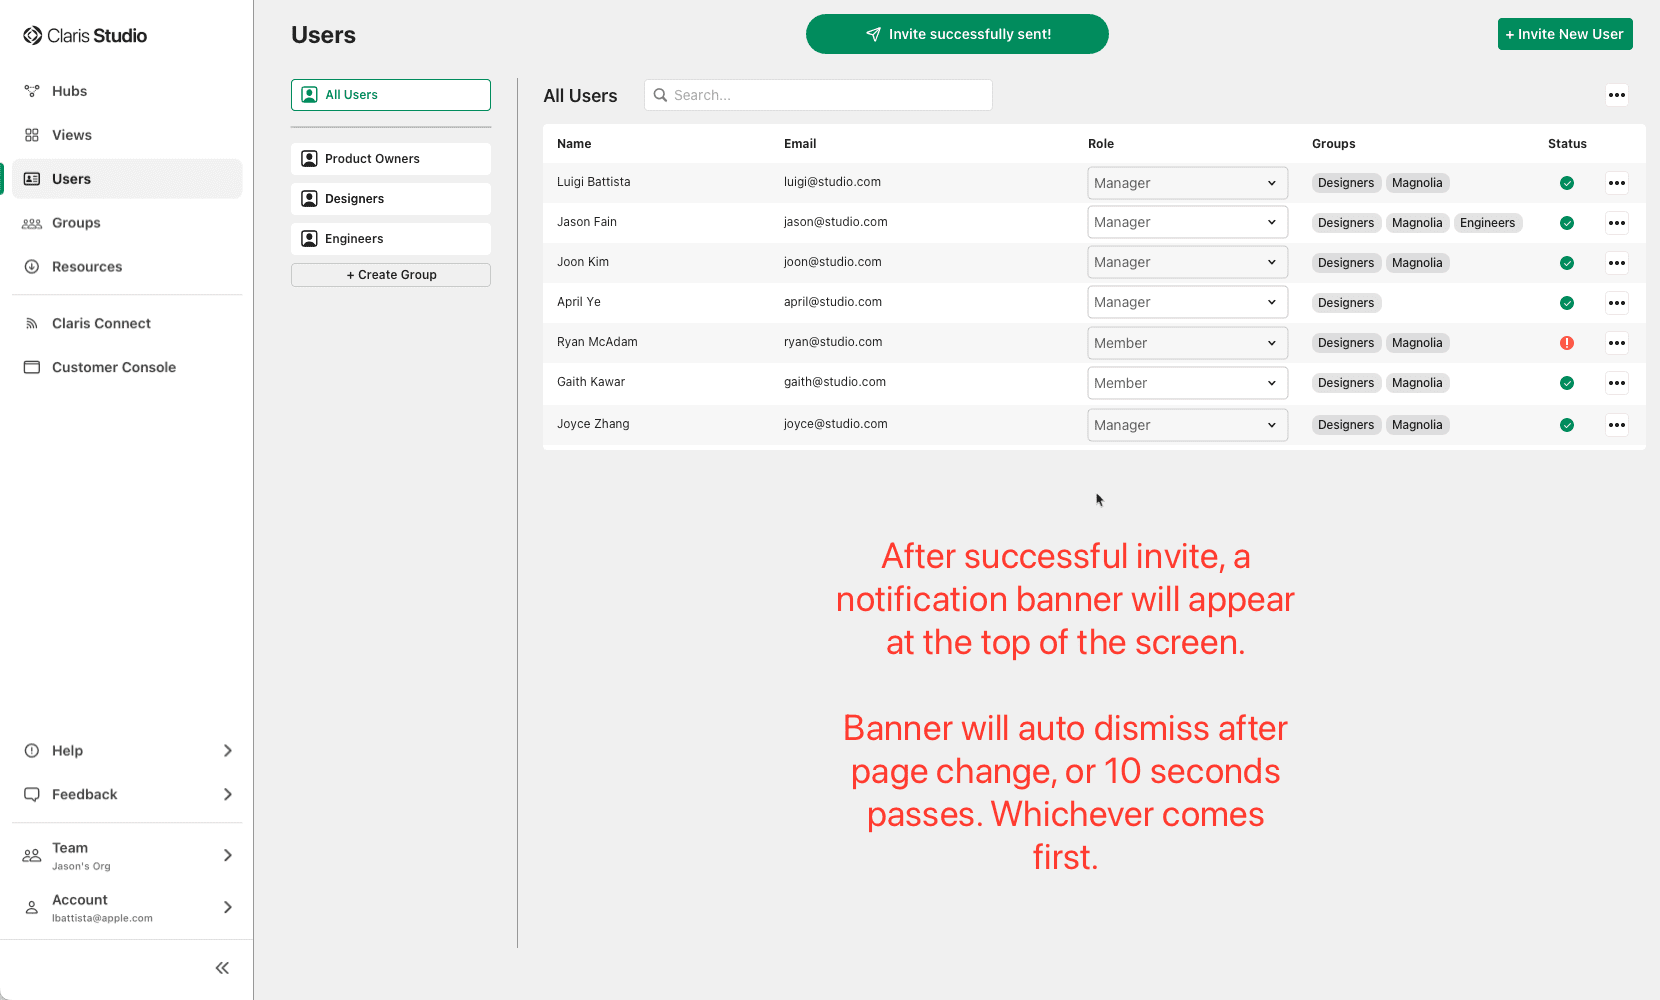 Claris Studio
Hubs
Views
Users
Groups
Resources
Claris Connect
Customer Console
Help
Feedback
Team
Jason's Org
Account
lbattista@apple.com
Users
Invite successfully sent!
+ Invite New User
All Users
Product Owners
Designers
Engineers
+ Create Group
All Users
Search...
Name Email Role Groups Status
Luigi Battista luigi@studio.com Manager Designers Magnolia
Jason Fain jason@studio.com Manager Designers Magnolia Engineers
Joon Kim joon@studio.com Manager Designers Magnolia
April Ye april@studio.com Manager Designers
Ryan McAdam ryan@studio.com Member Designers Magnolia
Gaith Kawar gaith@studio.com Member Designers Magnolia
Joyce Zhang joyce@studio.com Manager Designers Magnolia
After successful invite, a
notification banner will appear
at the top of the screen.
Banner will auto dismiss after
page change, or 10 seconds
passes. Whichever comes
first.